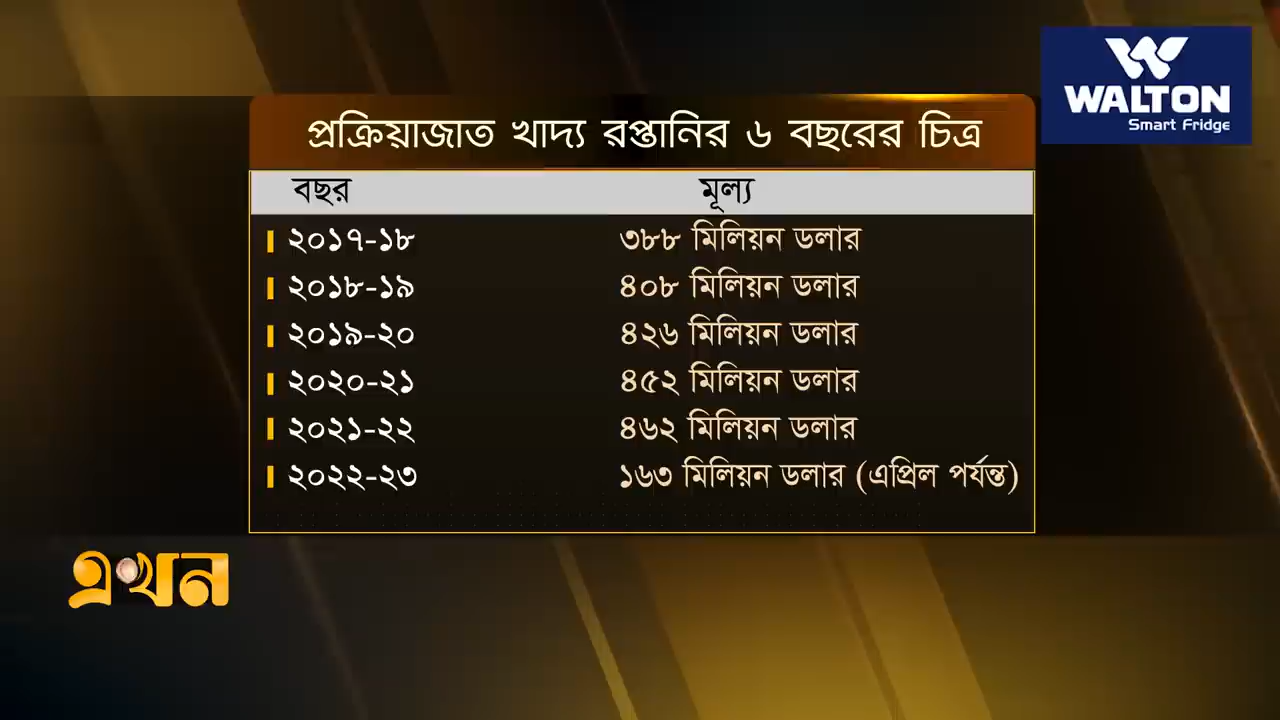 WALTON
Smart Fridge
প্রক্রিয়াজাত খাদ্য রপ্তানির ৬ বছরের চিত্র
বছর মূল্য
২০১৭-১৮ ৩৮৮ মিলিয়ন ডলার
২০১৮-১৯ ৪০৮ মিলিয়ন ডলার
২০১৯-২০ ৪২৬ মিলিয়ন ডলার
২০২০-২১ ৪৫২ মিলিয়ন ডলার
২০২১-২২ ৪৬২ মিলিয়ন ডলার
২০২২-২৩ ১৬৩ মিলিয়ন ডলার (এপ্রিল পর্যন্ত)
এখন